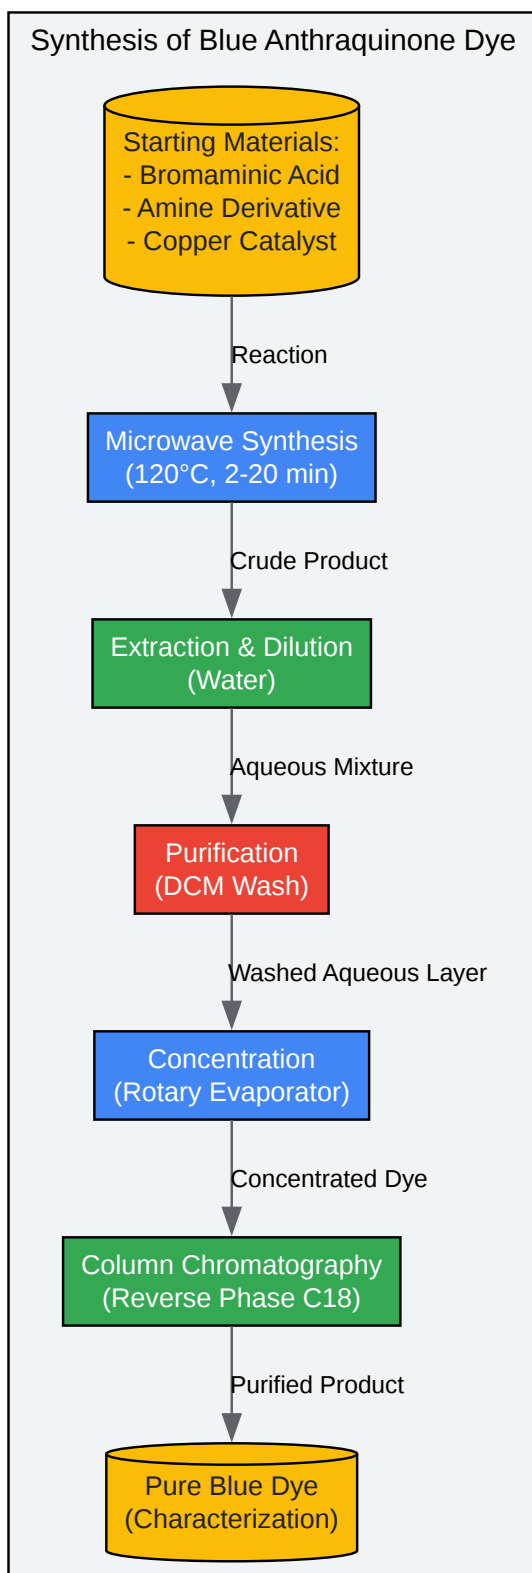 Synthesis of Blue Anthraquinone Dye
Starting Materials:
- Bromaminic Acid
- Amine Derivative
- Copper Catalyst
Reaction
Microwave Synthesis
(120°C, 2-20 min)
Crude Product
Extraction & Dilution
(Water)
Aqueous Mixture
Purification
(DCM Wash)
Washed Aqueous Layer
Concentration
(Rotary Evaporator)
Concentrated Dye
Column Chromatography
(Reverse Phase C18)
Purified Product
Pure Blue Dye
(Characterization)